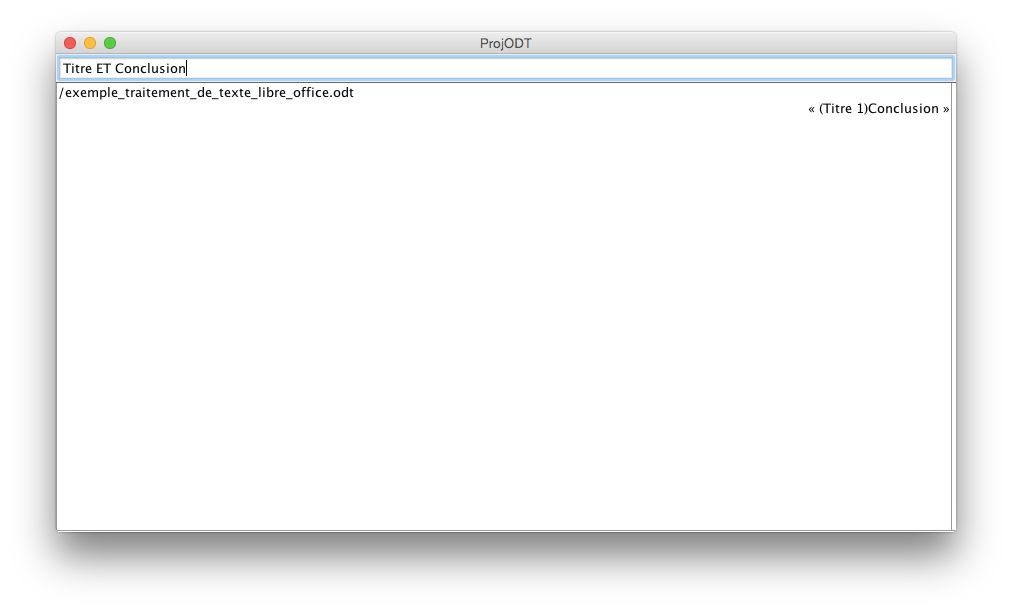 ProjODT
Titre ET Conclusion
/exemple_traitement_de_texte_libre_office.odt
« (Titre 1)Conclusion »